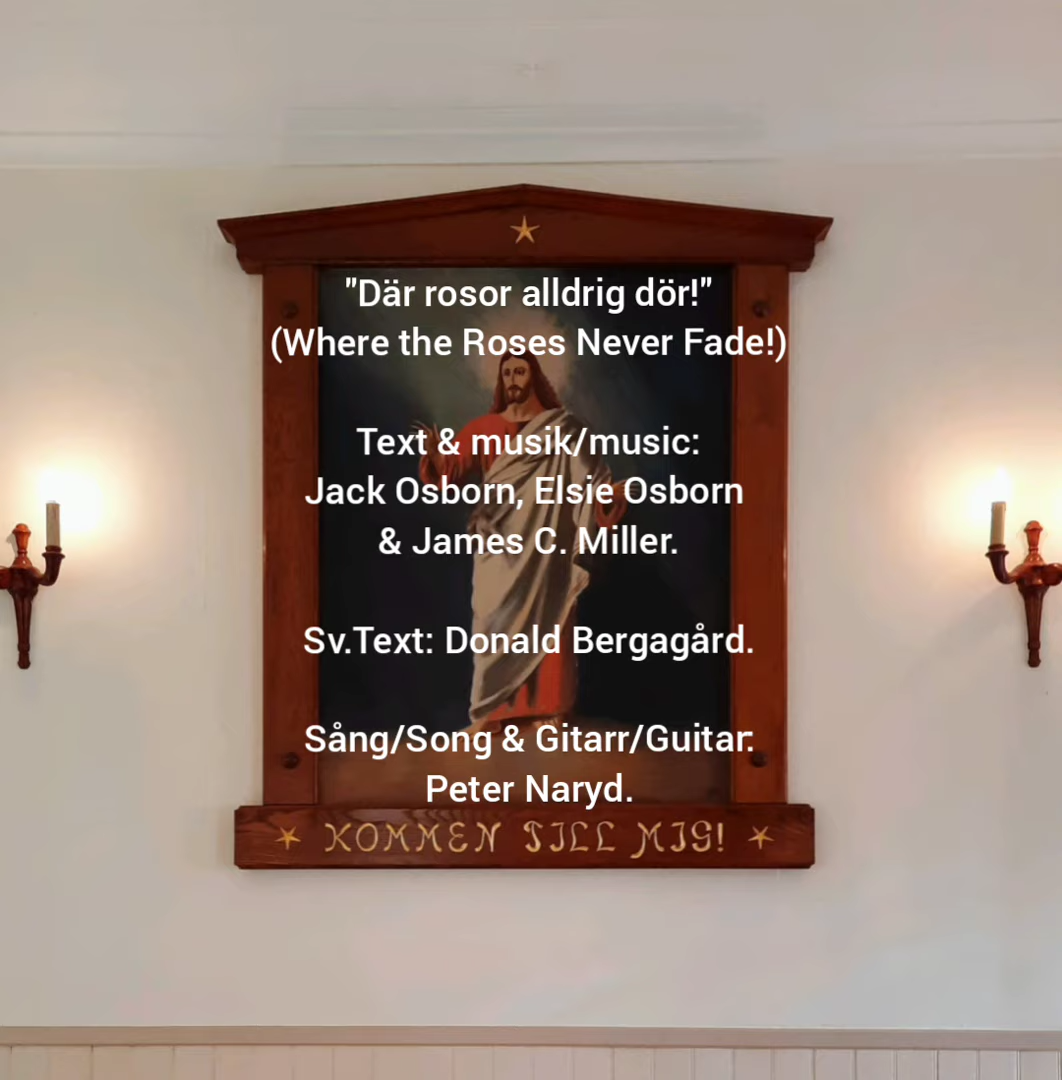 "Där rosor alldrig dör!"
(Where the Roses Never Fade!)
Text & musik/music:
Jack Osborn, Elsie Osborn
& James C. Miller.
Sv.Text: Donald Bergagård.
Sång/Song & Gitarr/Guitar:
Peter Naryd.
KOMMEN TILL MIG!